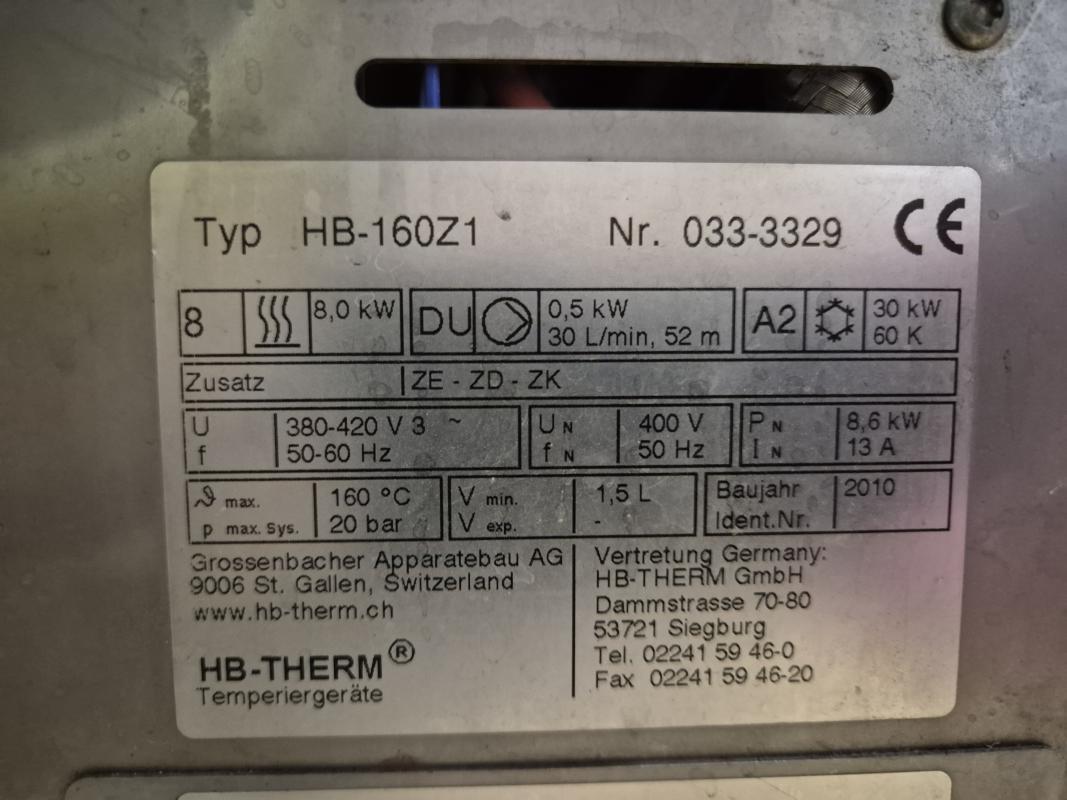 Typ HB-160Z1 Nr. 033-3329 CE
8 8,0 kW DU 0,5 kW A2 30 kW
30 L/min, 52 m 60 K
Zusatz ZE - ZD - ZK
U 380-420 V 3 ~ U N 400 V P N 8,6 kW
f 50-60 Hz f N 50 Hz I N 13 A
ϑ max. 160 °C V min. 1,5 L Baujahr 2010
p max. Sys. 20 bar V exp. - Ident.Nr.
Grossenbacher Apparatebau AG
9006 St. Gallen, Switzerland
www.hb-therm.ch
HB-THERM®
Temperiergeräte
Vertretung Germany:
HB-THERM GmbH
Dammstrasse 70-80
53721 Siegburg
Tel. 02241 59 46-0
Fax 02241 59 46-20